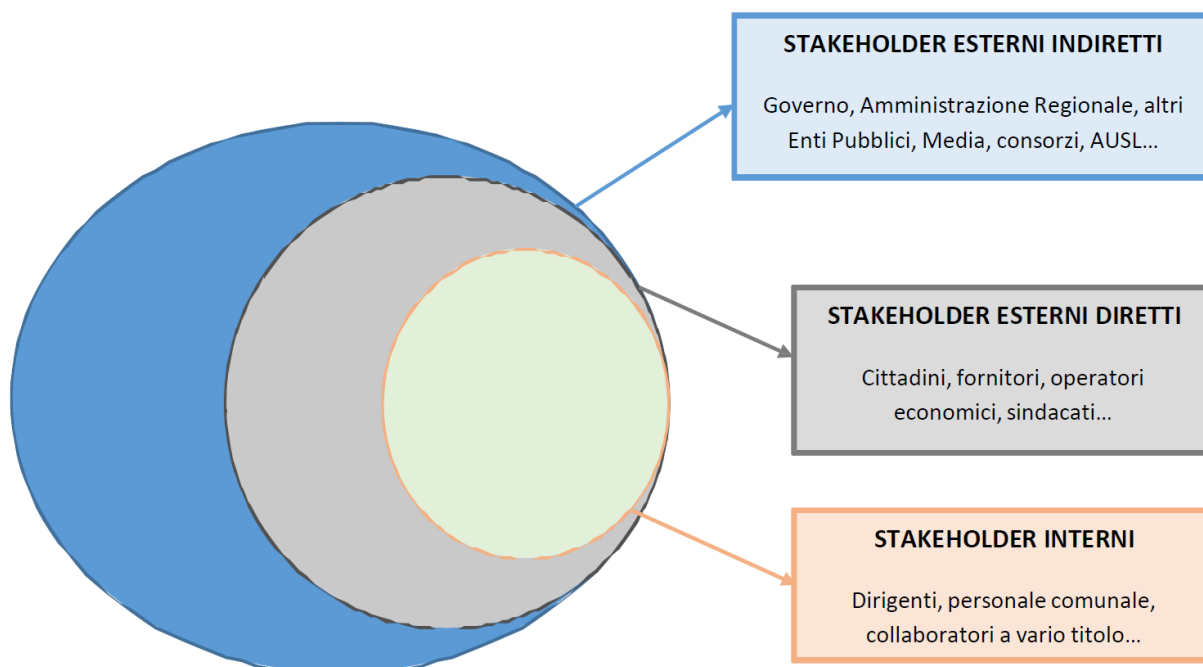 STAKEHOLDER ESTERNI INDIRETTI
Governo, Amministrazione Regionale, altri
Enti Pubblici, Media, consorzi, AUSL...
STAKEHOLDER ESTERNI DIRETTI
Cittadini, fornitori, operatori
economici, sindacati...
STAKEHOLDER INTERNI
Dirigenti, personale comunale,
collaboratori a vario titolo...